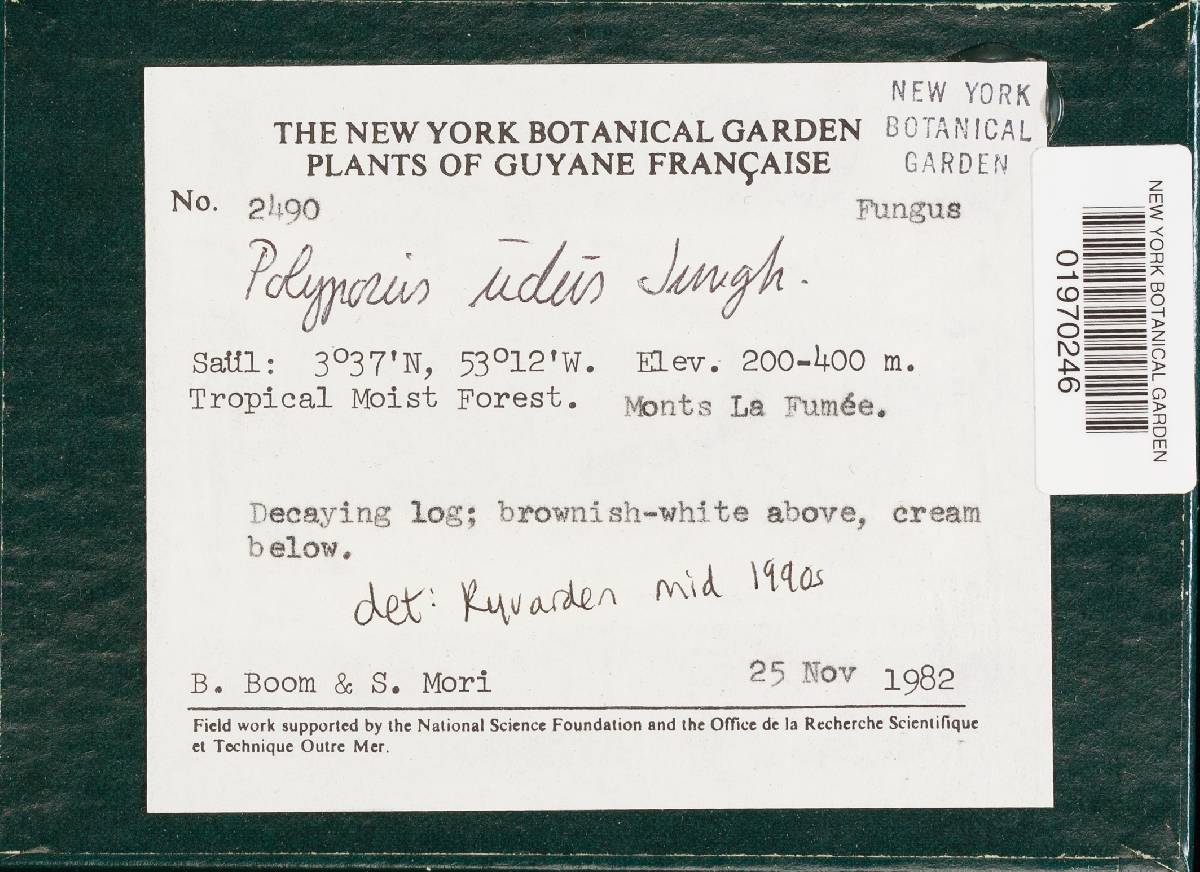 NEW YORK
BOTANICAL
GARDEN
THE NEW YORK BOTANICAL GARDEN
PLANTS OF GUYANE FRANÇAISE
No. 2490 Fungus
Polyporus udus Jungh.
Saül: 3°37'N, 53°12'W. Elev. 200-400 m.
Tropical Moist Forest. Monts La Fumée.
Decaying log; brownish-white above, cream
below.
det: Ryvarden mid 1990s
B. Boom & S. Mori 25 Nov 1982
Field work supported by the National Science Foundation and the Office de la Recherche Scientifique
et Technique Outre Mer.
NEW YORK BOTANICAL GARDEN
01970246